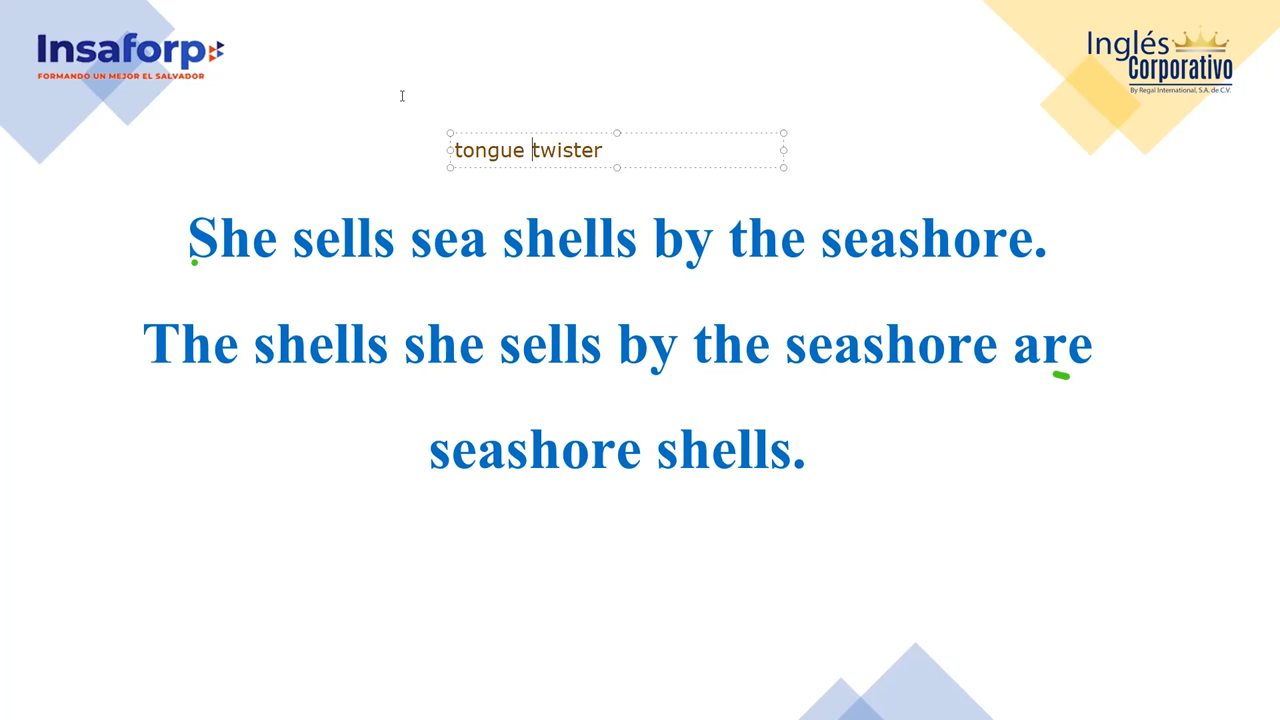 Insaforp
FORMANDO UN MEJOR EL SALVADOR
Inglés
Corporativo
By Regal International, S.A. de C.V.
tongue twister
She sells sea shells by the seashore.
The shells she sells by the seashore are
seashore shells.